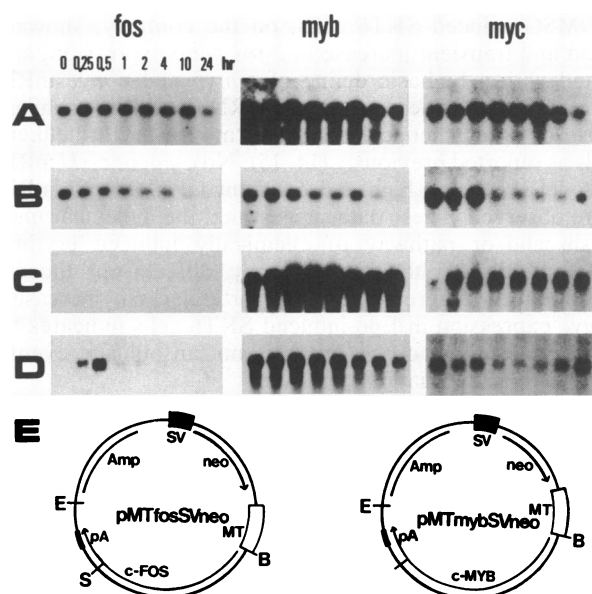 fos myb myc
0 0,25 0,5 1 2 4 10 24 hr
A
B
C
D
E
SV SV
Amp neo Amp neo
E E
pMTfosSVneo pMTmybSVneo
MT MT
pA pA
B B
S
c-FOS c-MYB